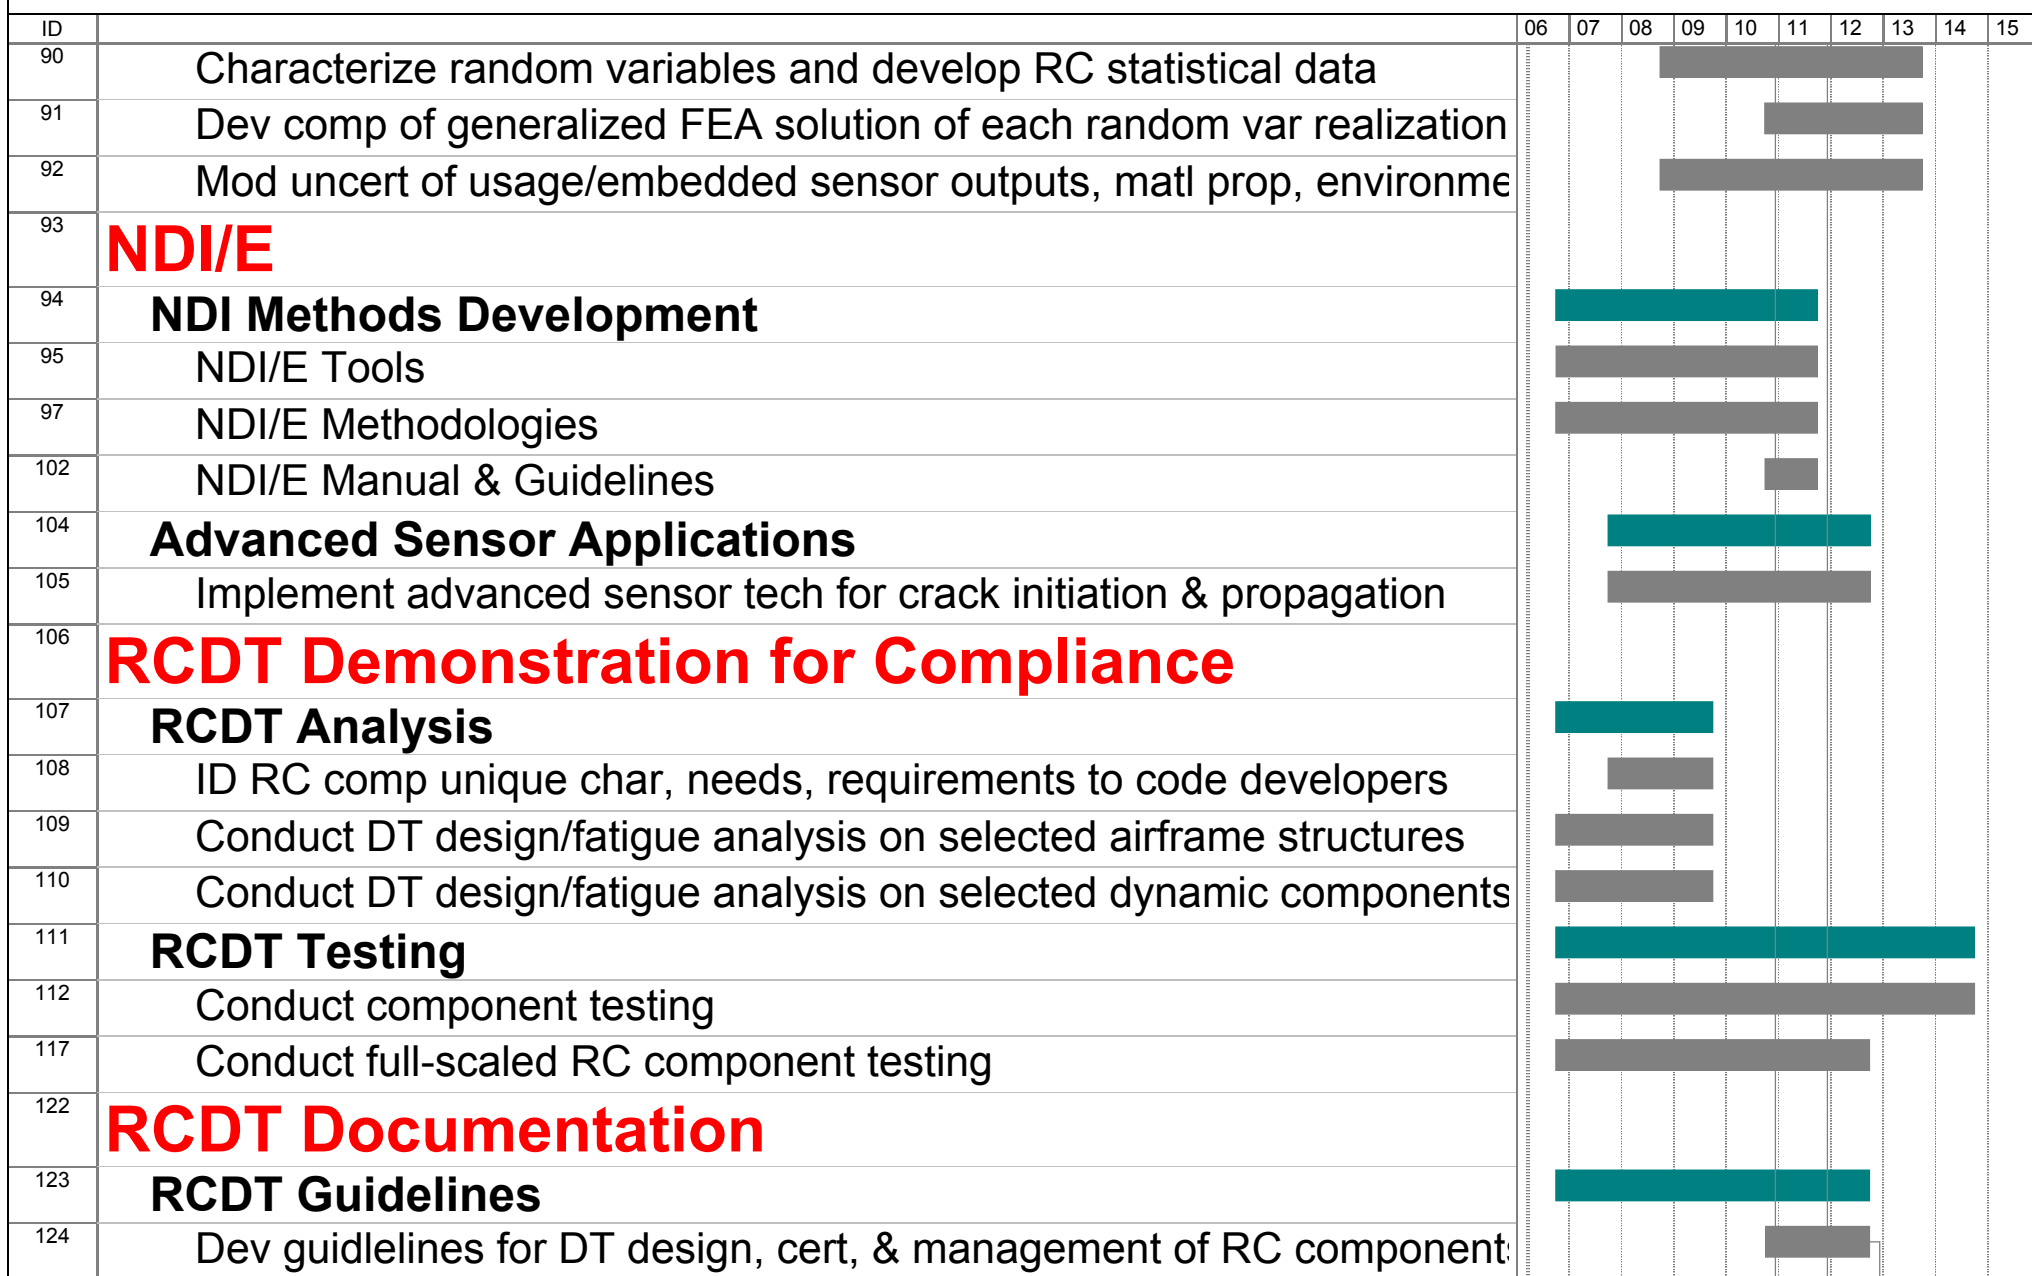 ID 06 07 08 09 10 11 12 13 14 15
90 Characterize random variables and develop RC statistical data
91 Dev comp of generalized FEA solution of each random var realization
92 Mod uncert of usage/embedded sensor outputs, matl prop, environme
93 NDI/E
94 NDI Methods Development
95 NDI/E Tools
97 NDI/E Methodologies
102 NDI/E Manual & Guidelines
104 Advanced Sensor Applications
105 Implement advanced sensor tech for crack initiation & propagation
106 RCDT Demonstration for Compliance
107 RCDT Analysis
108 ID RC comp unique char, needs, requirements to code developers
109 Conduct DT design/fatigue analysis on selected airframe structures
110 Conduct DT design/fatigue analysis on selected dynamic components
111 RCDT Testing
112 Conduct component testing
117 Conduct full-scaled RC component testing
122 RCDT Documentation
123 RCDT Guidelines
124 Dev guidlelines for DT design, cert, & management of RC components